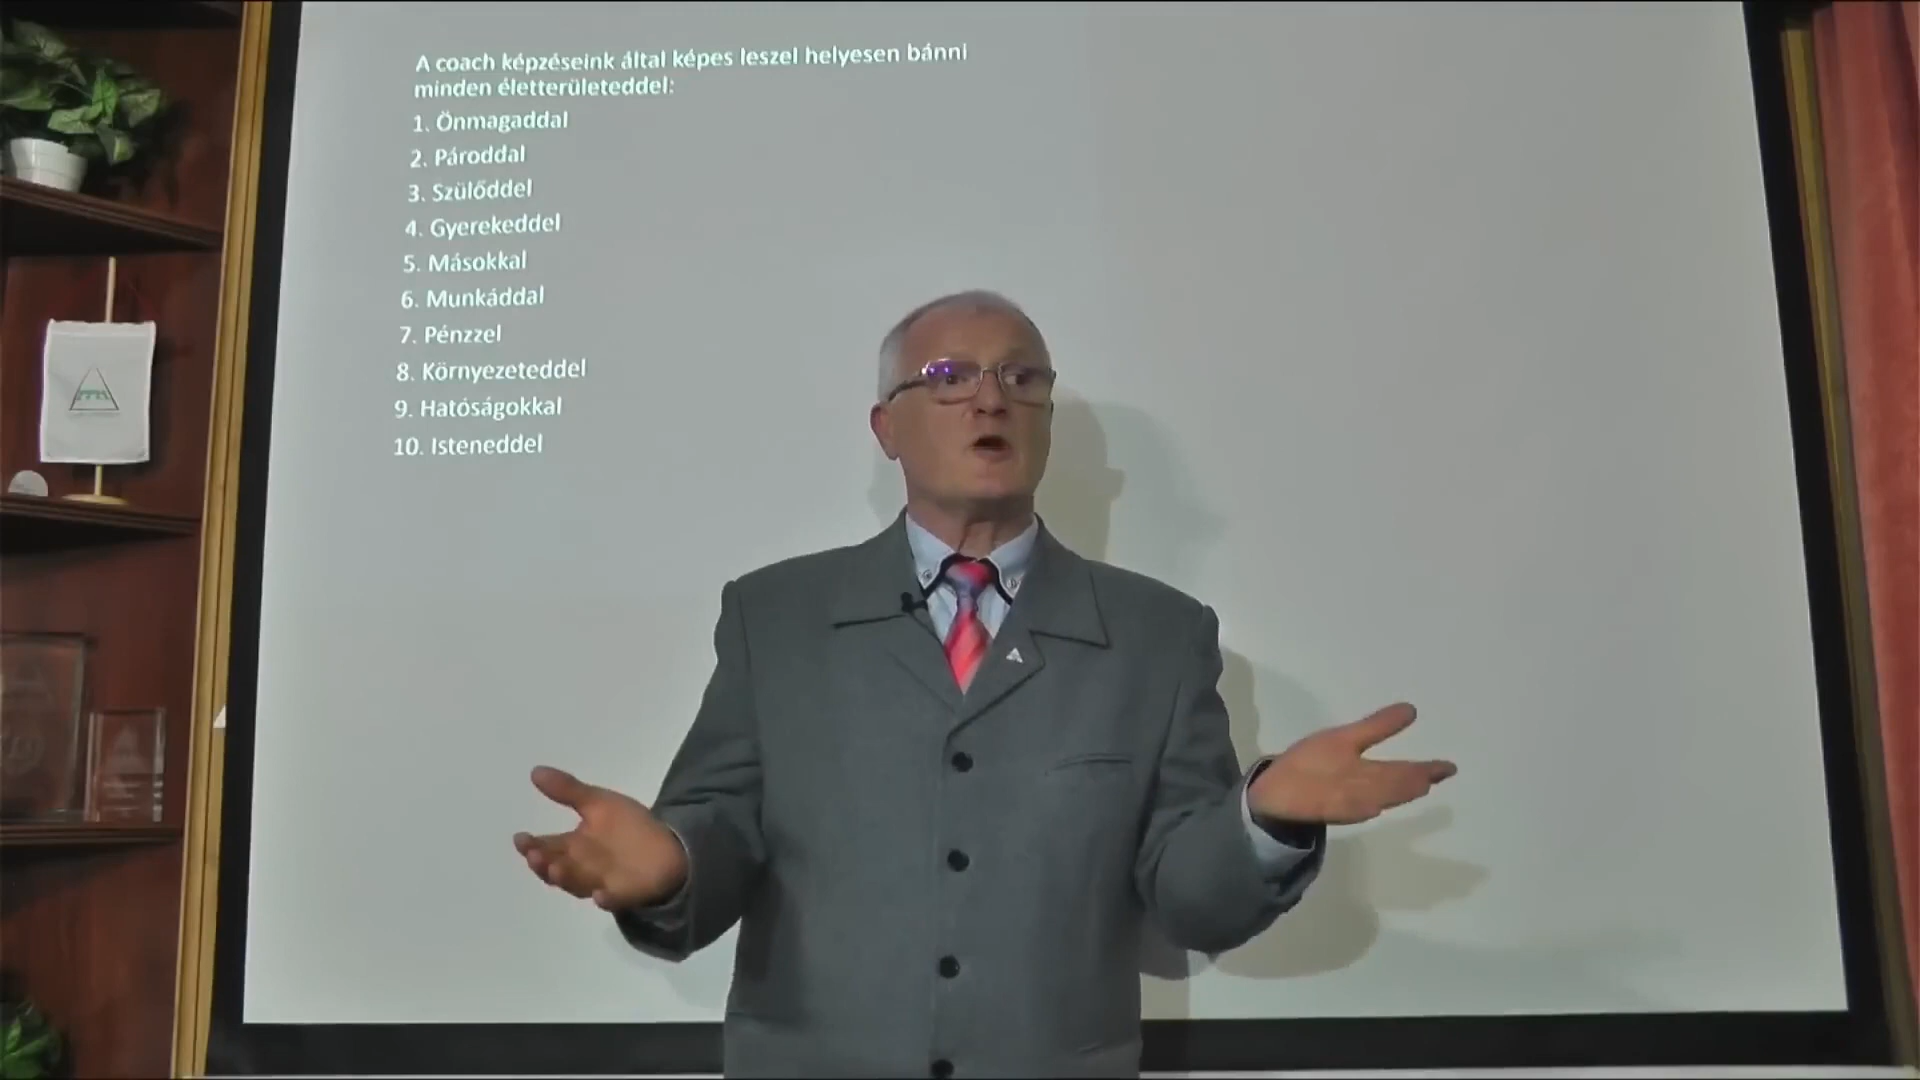 A coach képzéseink által képes leszel helyesen bánni
minden életterületeddel:
1. Önmagaddal
2. Pároddal
3. Szülőddel
4. Gyerekeddel
5. Másokkal
6. Munkáddal
7. Pénzzel
8. Környezeteddel
9. Hatóságokkal
10. Isteneddel